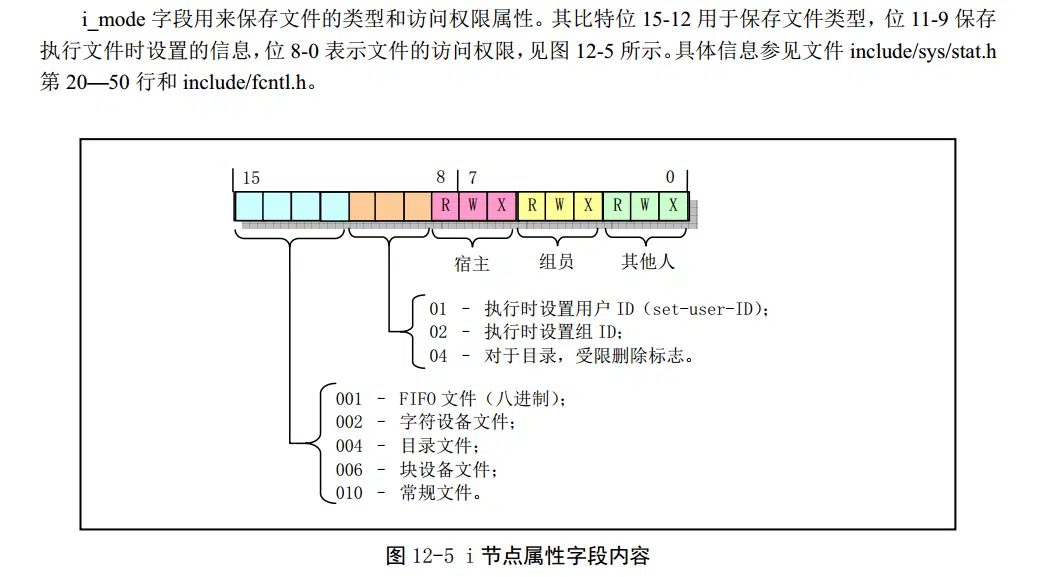 i_mode 字段用来保存文件的类型和访问权限属性。其比特位 15-12 用于保存文件类型，位 11-9 保存
执行文件时设置的信息，位 8-0 表示文件的访问权限，见图 12-5 所示。具体信息参见文件 include/sys/stat.h
第 20—50 行和 include/fcntl.h。
15 8 7 0
R W X R W X R W X
宿主 组员 其他人
01 - 执行时设置用户 ID（set-user-ID）；
02 - 执行时设置组 ID；
04 - 对于目录，受限删除标志。
001 - FIFO 文件（八进制）；
002 - 字符设备文件；
004 - 目录文件；
006 - 块设备文件；
010 - 常规文件。
图 12-5 i 节点属性字段内容